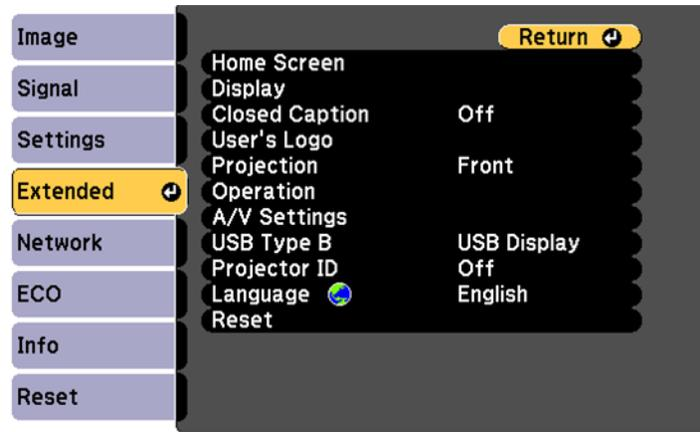 Image
Signal
Settings
Extended
Network
ECO
Info
Reset
Return
Home Screen
Display
Closed Caption Off
User's Logo
Projection Front
Operation
A/V Settings
USB Type B USB Display
Projector ID Off
Language English
Reset